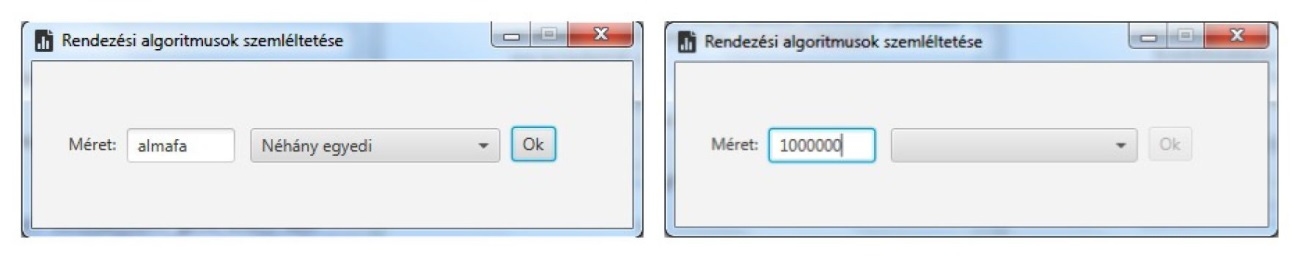 Rendezési algoritmusok szemléltetése
Méret: almafa Néhány egyedi Ok
Rendezési algoritmusok szemléltetése
Méret: 1000000 Ok